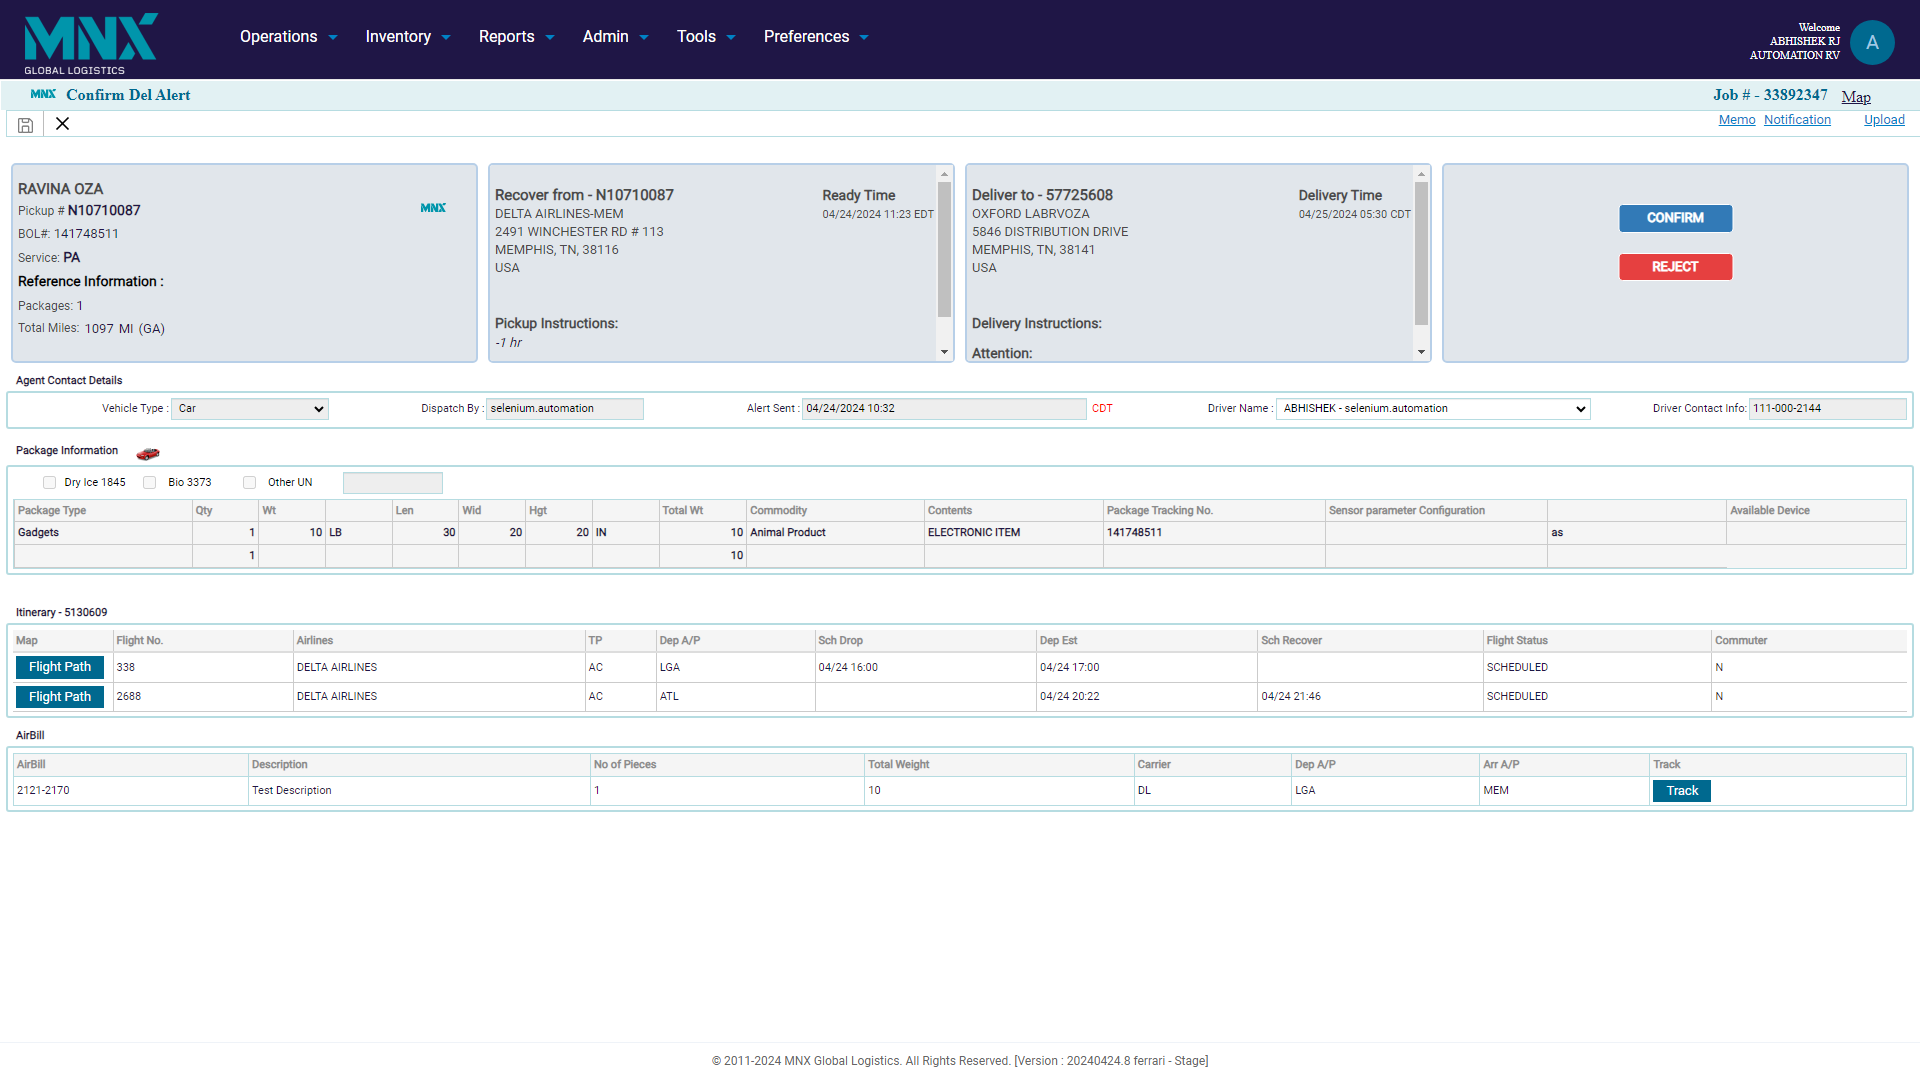 MNX
GLOBAL LOGISTICS
Operations Inventory Reports Admin Tools Preferences
Welcome
ABHISHEK RJ
AUTOMATION RV
A
MNX Confirm Del Alert
Job # - 33892347 Map
Memo Notification Upload
RAVINA OZA
Pickup # N10710087
MNX
BOL#: 141748511
Service: PA
Reference Information :
Packages: 1
Total Miles: 1097 MI (GA)
Recover from - N10710087 Ready Time
DELTA AIRLINES-MEM 04/24/2024 11:23 EDT
2491 WINCHESTER RD # 113
MEMPHIS, TN, 38116
USA
Pickup Instructions:
-1 hr
Deliver to - 57725608 Delivery Time
OXFORD LABRVOZA 04/25/2024 05:30 CDT
5846 DISTRIBUTION DRIVE
MEMPHIS, TN, 38141
USA
Delivery Instructions:
Attention:
CONFIRM
REJECT
Agent Contact Details
Vehicle Type : Car Dispatch By : selenium.automation Alert Sent : 04/24/2024 10:32 CDT Driver Name : ABHISHEK - selenium.automation Driver Contact Info: 111-000-2144
Package Information
Dry Ice 1845 Bio 3373 Other UN
Package Type Qty Wt Len Wid Hgt Total Wt Commodity Contents Package Tracking No. Sensor parameter Configuration Available Device
Gadgets 1 10 LB 30 20 20 IN 10 Animal Product ELECTRONIC ITEM 141748511 as
1 10
Itinerary - 5130609
Map Flight No. Airlines TP Dep A/P Sch Drop Dep Est Sch Recover Flight Status Commuter
Flight Path 338 DELTA AIRLINES AC LGA 04/24 16:00 04/24 17:00 SCHEDULED N
Flight Path 2688 DELTA AIRLINES AC ATL 04/24 20:22 04/24 21:46 SCHEDULED N
AirBill
AirBill Description No of Pieces Total Weight Carrier Dep A/P Arr A/P Track
2121-2170 Test Description 1 10 DL LGA MEM Track
© 2011-2024 MNX Global Logistics. All Rights Reserved. [Version : 20240424.8 ferrari - Stage]